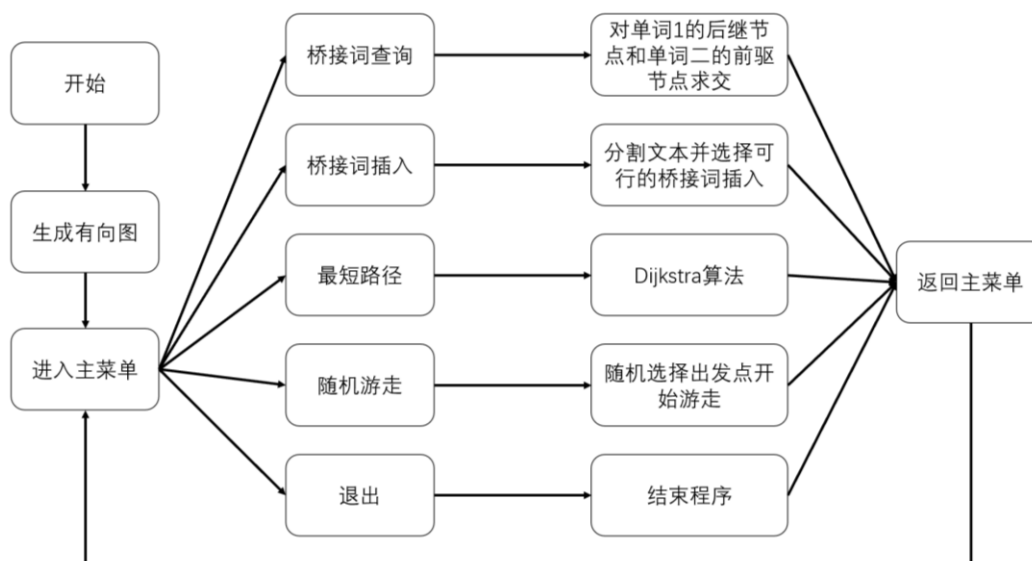 开始
生成有向图
进入主菜单
桥接词查询
桥接词插入
最短路径
随机游走
退出
对单词1的后继节
点和单词二的前驱
节点求交
分割文本并选择可
行的桥接词插入
Dijkstra算法
随机选择出发点开
始游走
结束程序
返回主菜单